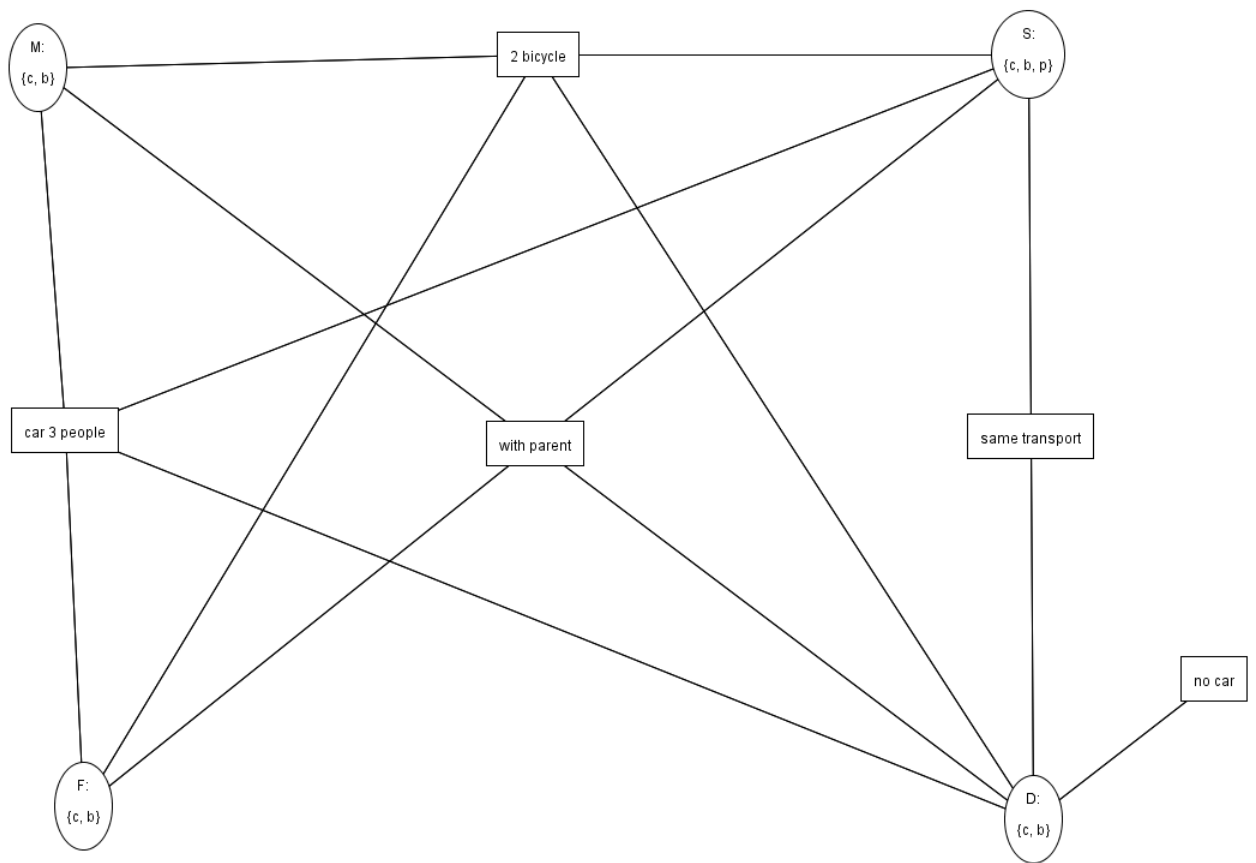 M:
{c, b}
2 bicycle
S:
{c, b, p}
car 3 people
with parent
same transport
no car
F:
{c, b}
D:
{c, b}